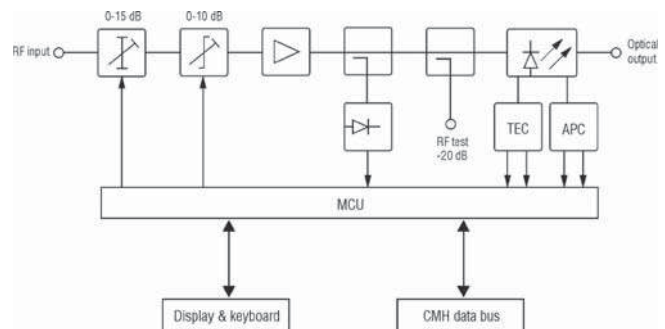 0-15 dB
0-10 dB
RF input
Optical
output
RF test
-20 dB
TEC
APC
MCU
Display & keyboard
CMH data bus